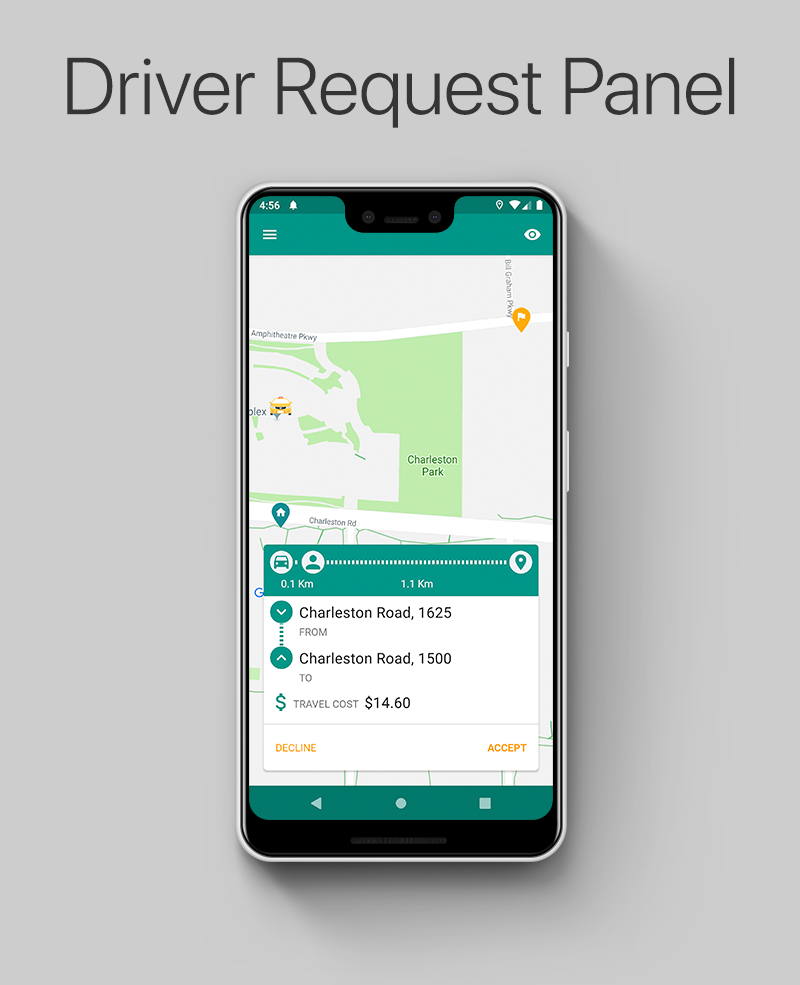 Driver Request Panel
4:56
Bill Graham Pkwy
Amphitheatre Pkwy
plex
Charleston
Park
Charleston Rd
G
0.1 Km
1.1 Km
Charleston Road, 1625
FROM
Charleston Road, 1500
TO
$ TRAVEL COST $14.60
DECLINE
ACCEPT